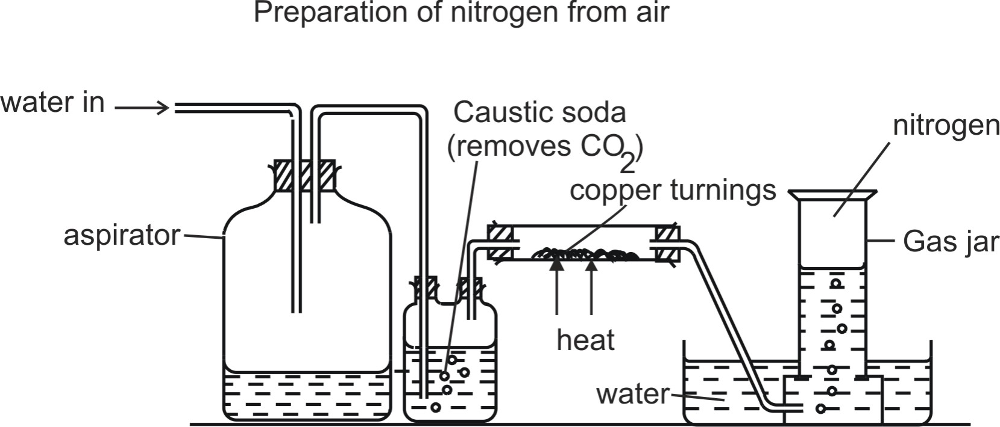 Preparation of nitrogen from air
water in
Caustic soda
(removes CO2)
nitrogen
copper turnings
aspirator
Gas jar
heat
water